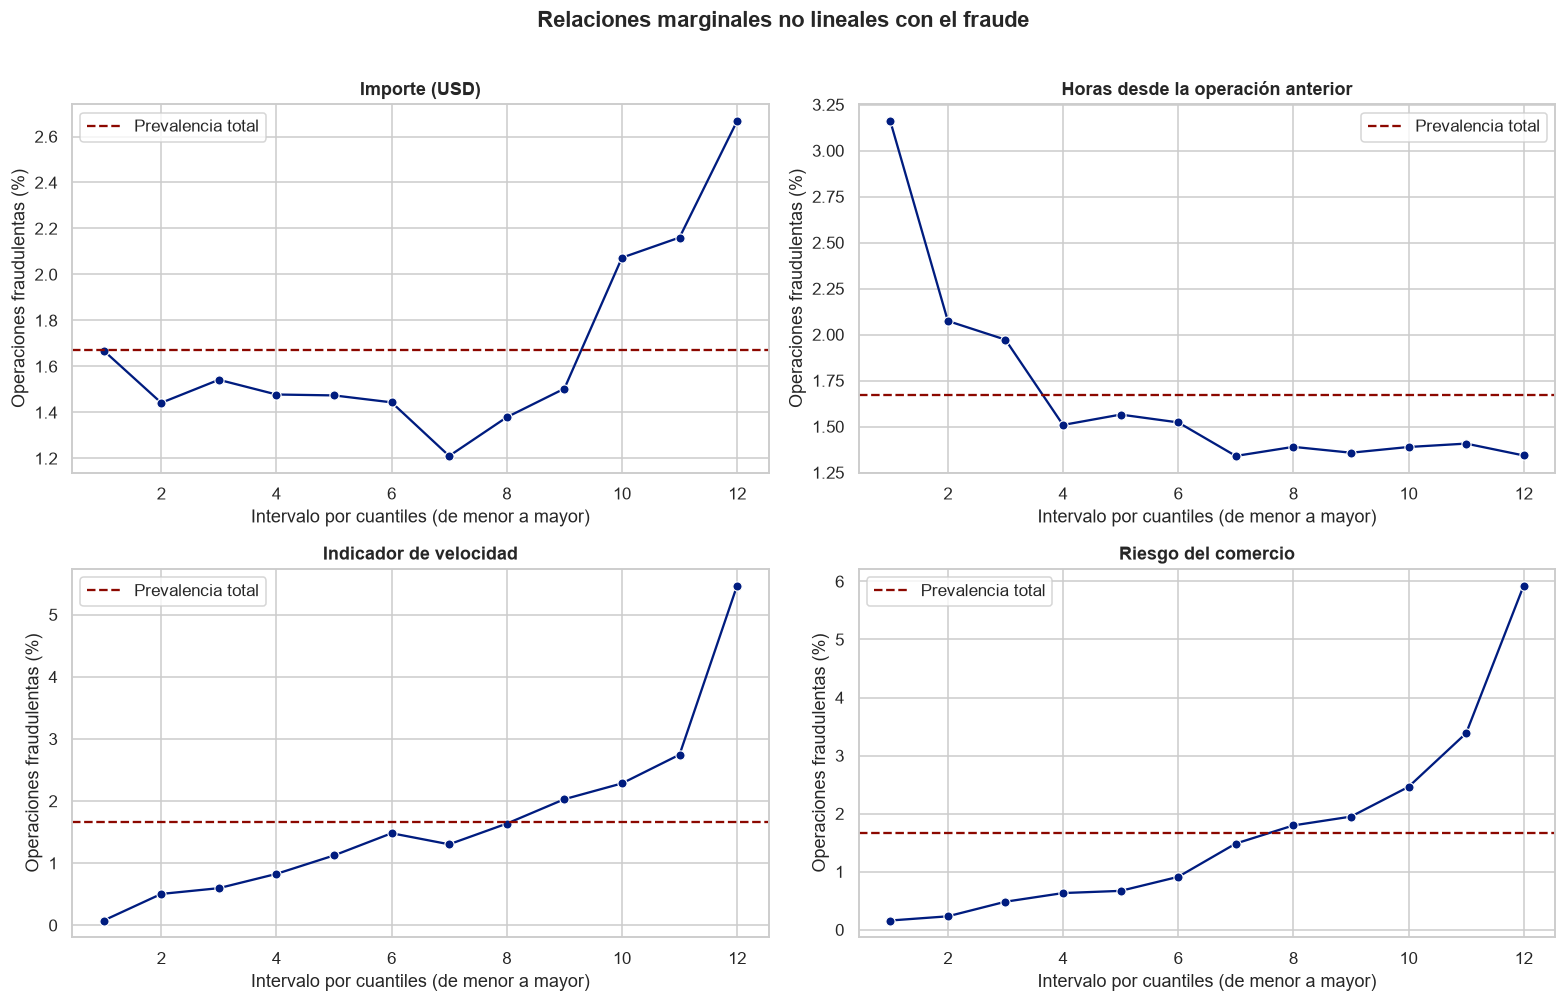 Relaciones marginales no lineales con el fraude
Importe (USD)
Prevalencia total
Operaciones fraudulentas (%)
2.6
2.4
2.2
2.0
1.8
1.6
1.4
1.2
2 4 6 8 10 12
Intervalo por cuantiles (de menor a mayor)
Horas desde la operación anterior
Prevalencia total
Operaciones fraudulentas (%)
3.25
3.00
2.75
2.50
2.25
2.00
1.75
1.50
1.25
2 4 6 8 10 12
Intervalo por cuantiles (de menor a mayor)
Indicador de velocidad
Prevalencia total
Operaciones fraudulentas (%)
5
4
3
2
1
0
2 4 6 8 10 12
Intervalo por cuantiles (de menor a mayor)
Riesgo del comercio
Prevalencia total
Operaciones fraudulentas (%)
6
5
4
3
2
1
0
2 4 6 8 10 12
Intervalo por cuantiles (de menor a mayor)